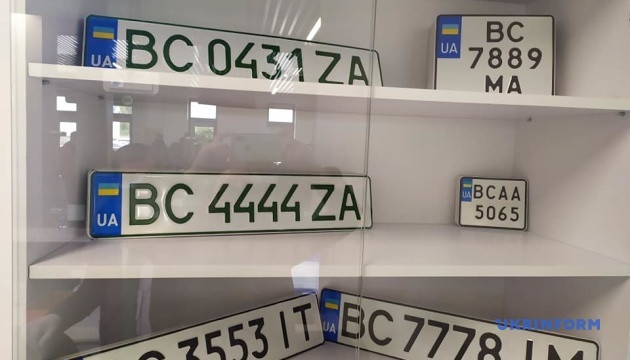 UA BC 0431 ZA
UA BC
7889
MA
UA BC 4444 ZA
UA BCAA
5065
3553 IT
UA BC 7778 IM
UKRINFORM